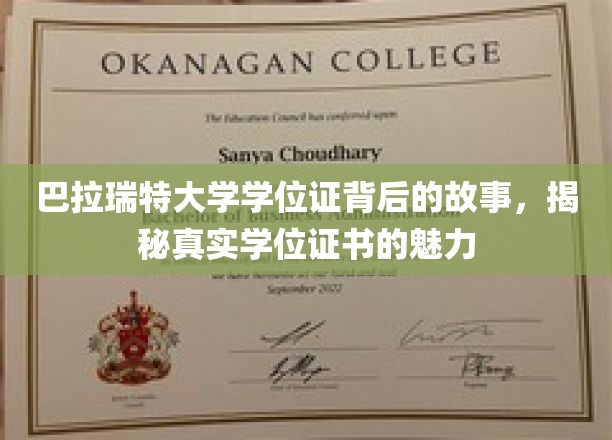 OKANAGAN COLLEGE
The Education Council has conferred upon
Sanya Choudhary
巴拉瑞特大学学位证背后的故事，揭
Bachelor of Business Administration
秘真实学位证书的魅力
September 2022